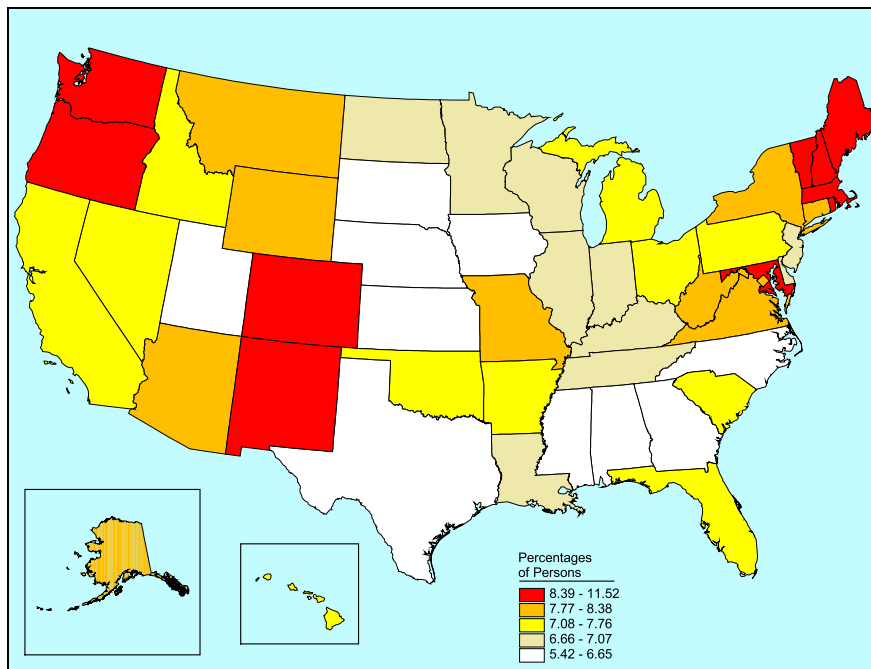 Percentages
of Persons
8.39 - 11.52
7.77 - 8.38
7.08 - 7.76
6.66 - 7.07
5.42 - 6.65